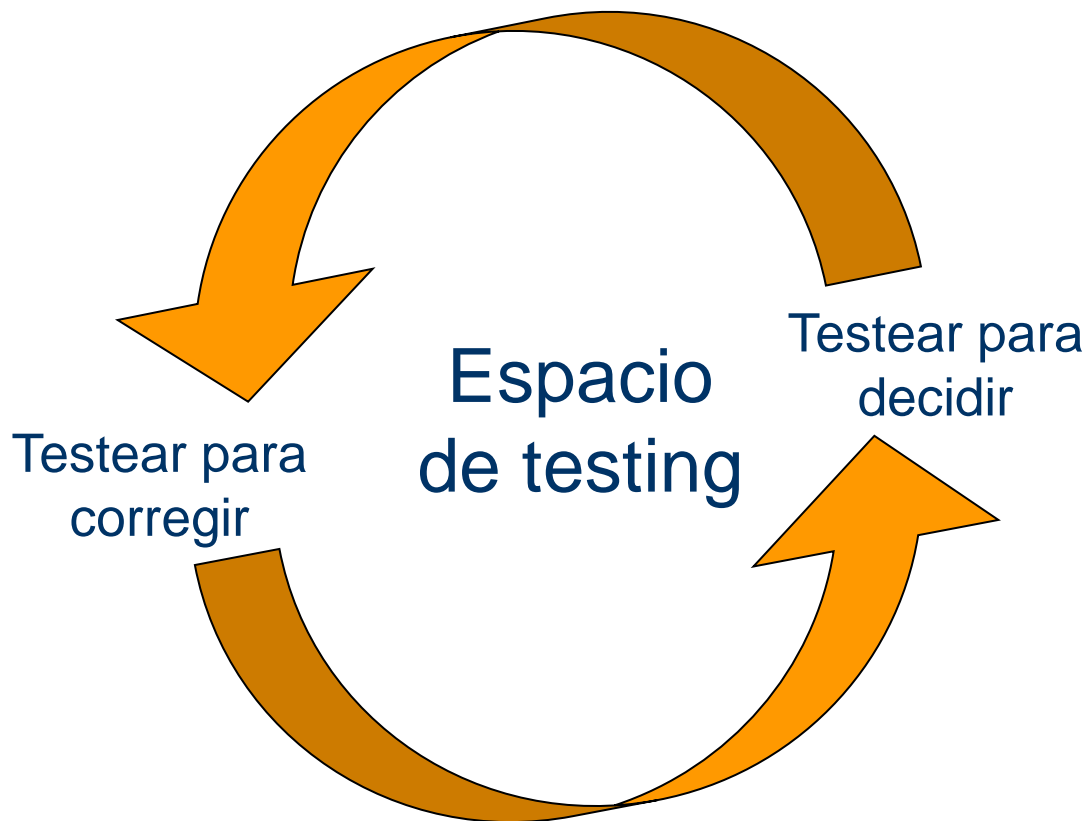 Espacio
de testing
Testear para
decidir
Testear para
corregir